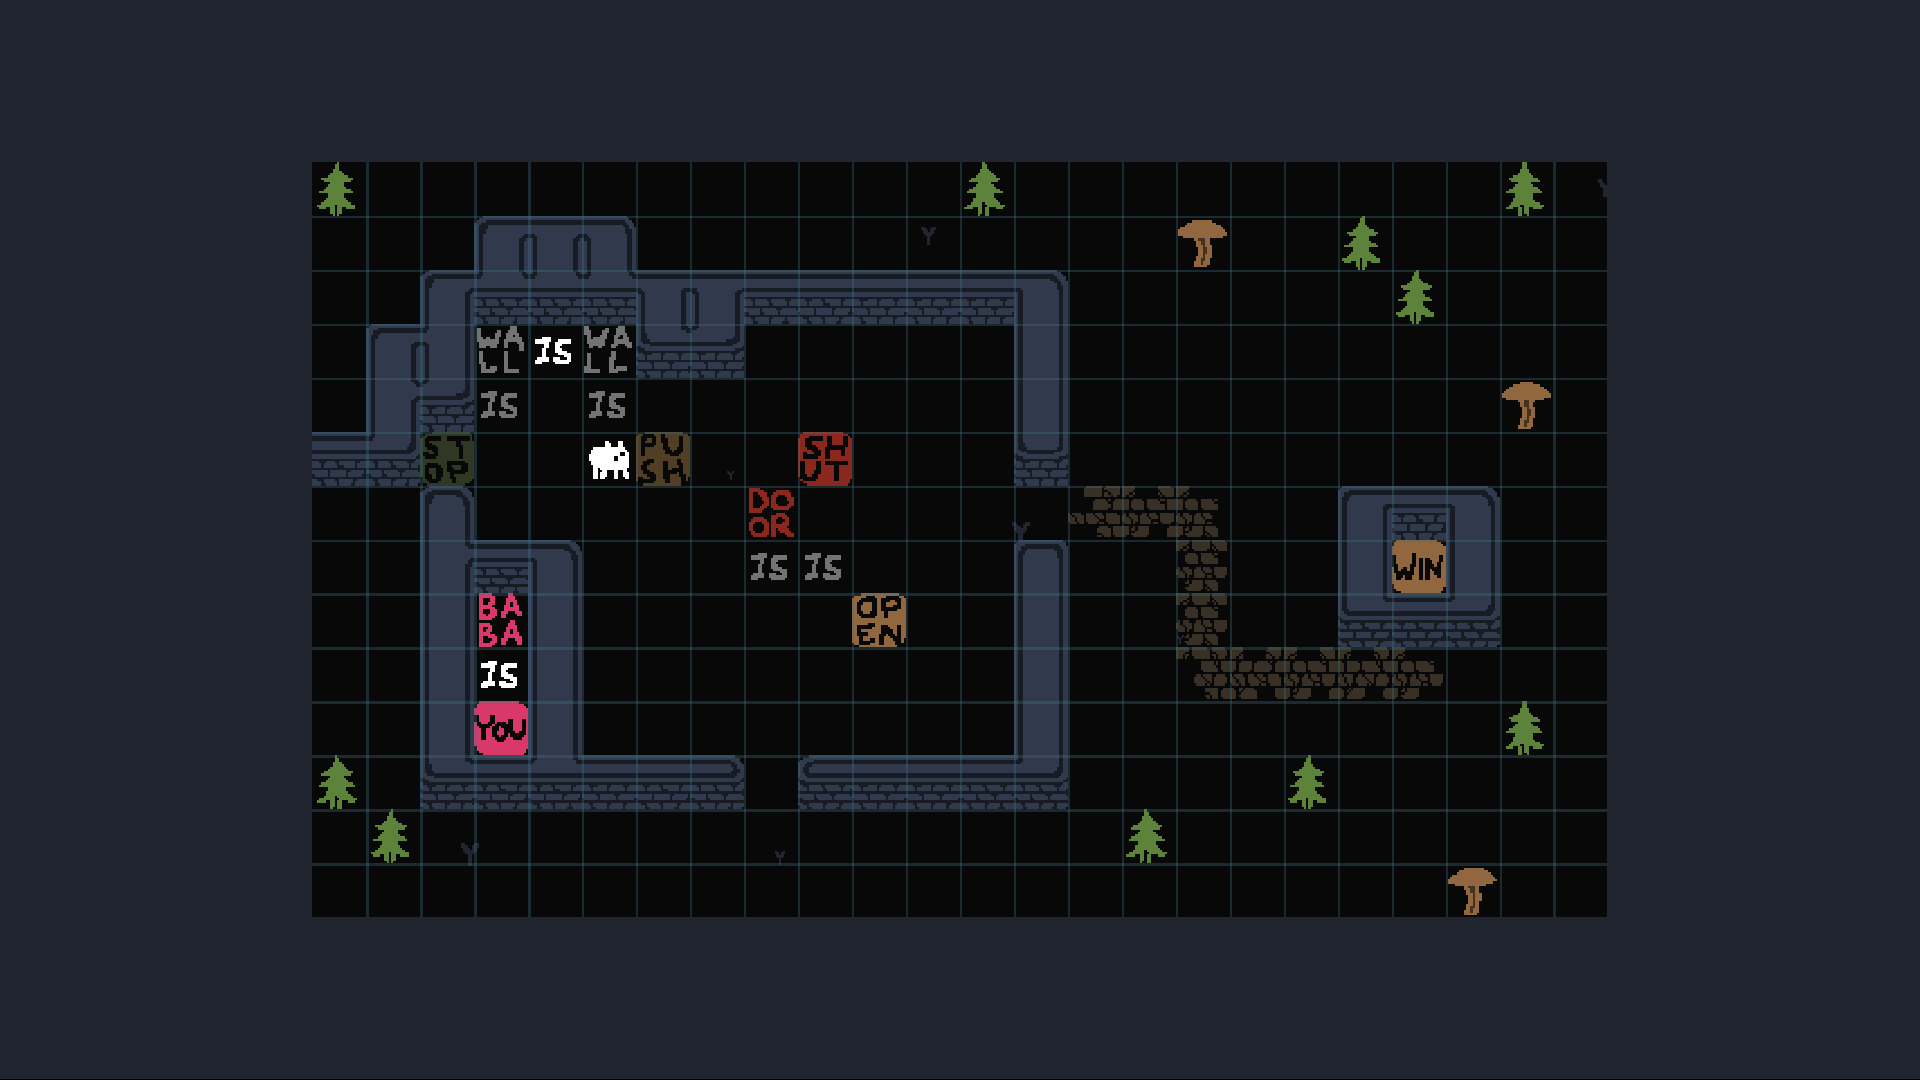 WALL IS WALL
IS IS
STOP PUSH SHUT
DOOR
IS IS
BABA OPEN
IS
YOU
WIN